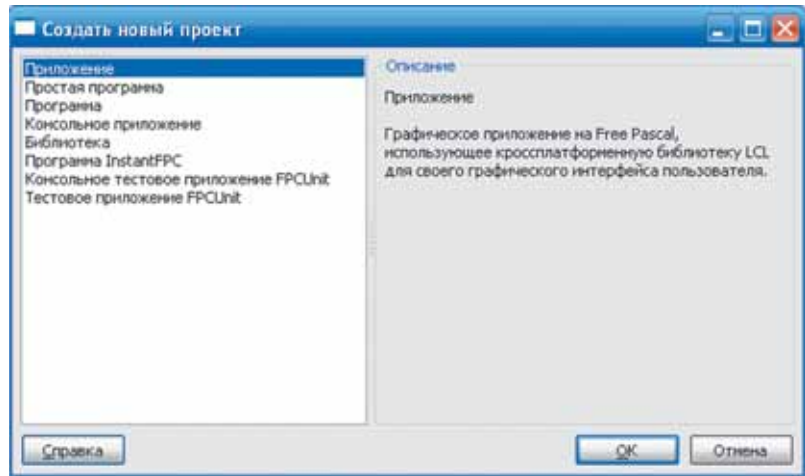 Создать новый проект
Приложение
Простая программа
Программа
Консольное приложение
Библиотека
Программа InstantFPC
Консольное тестовое приложение FPCUnit
Тестовое приложение FPCUnit
Описание
Приложение
Графическое приложение на Free Pascal,
использующее кроссплатформенную библиотеку LCL
для своего графического интерфейса пользователя.
Справка
OK
Отмена